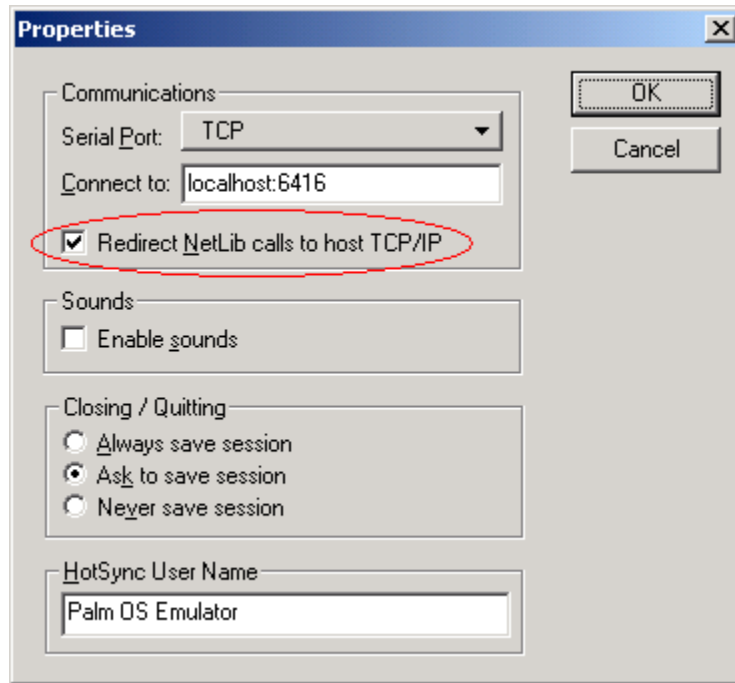 Properties
OK
Cancel
Communications
Serial Port: TCP
Connect to: localhost:6416
Redirect NetLib calls to host TCP/IP
Sounds
Enable sounds
Closing / Quitting
Always save session
Ask to save session
Never save session
HotSync User Name
Palm OS Emulator